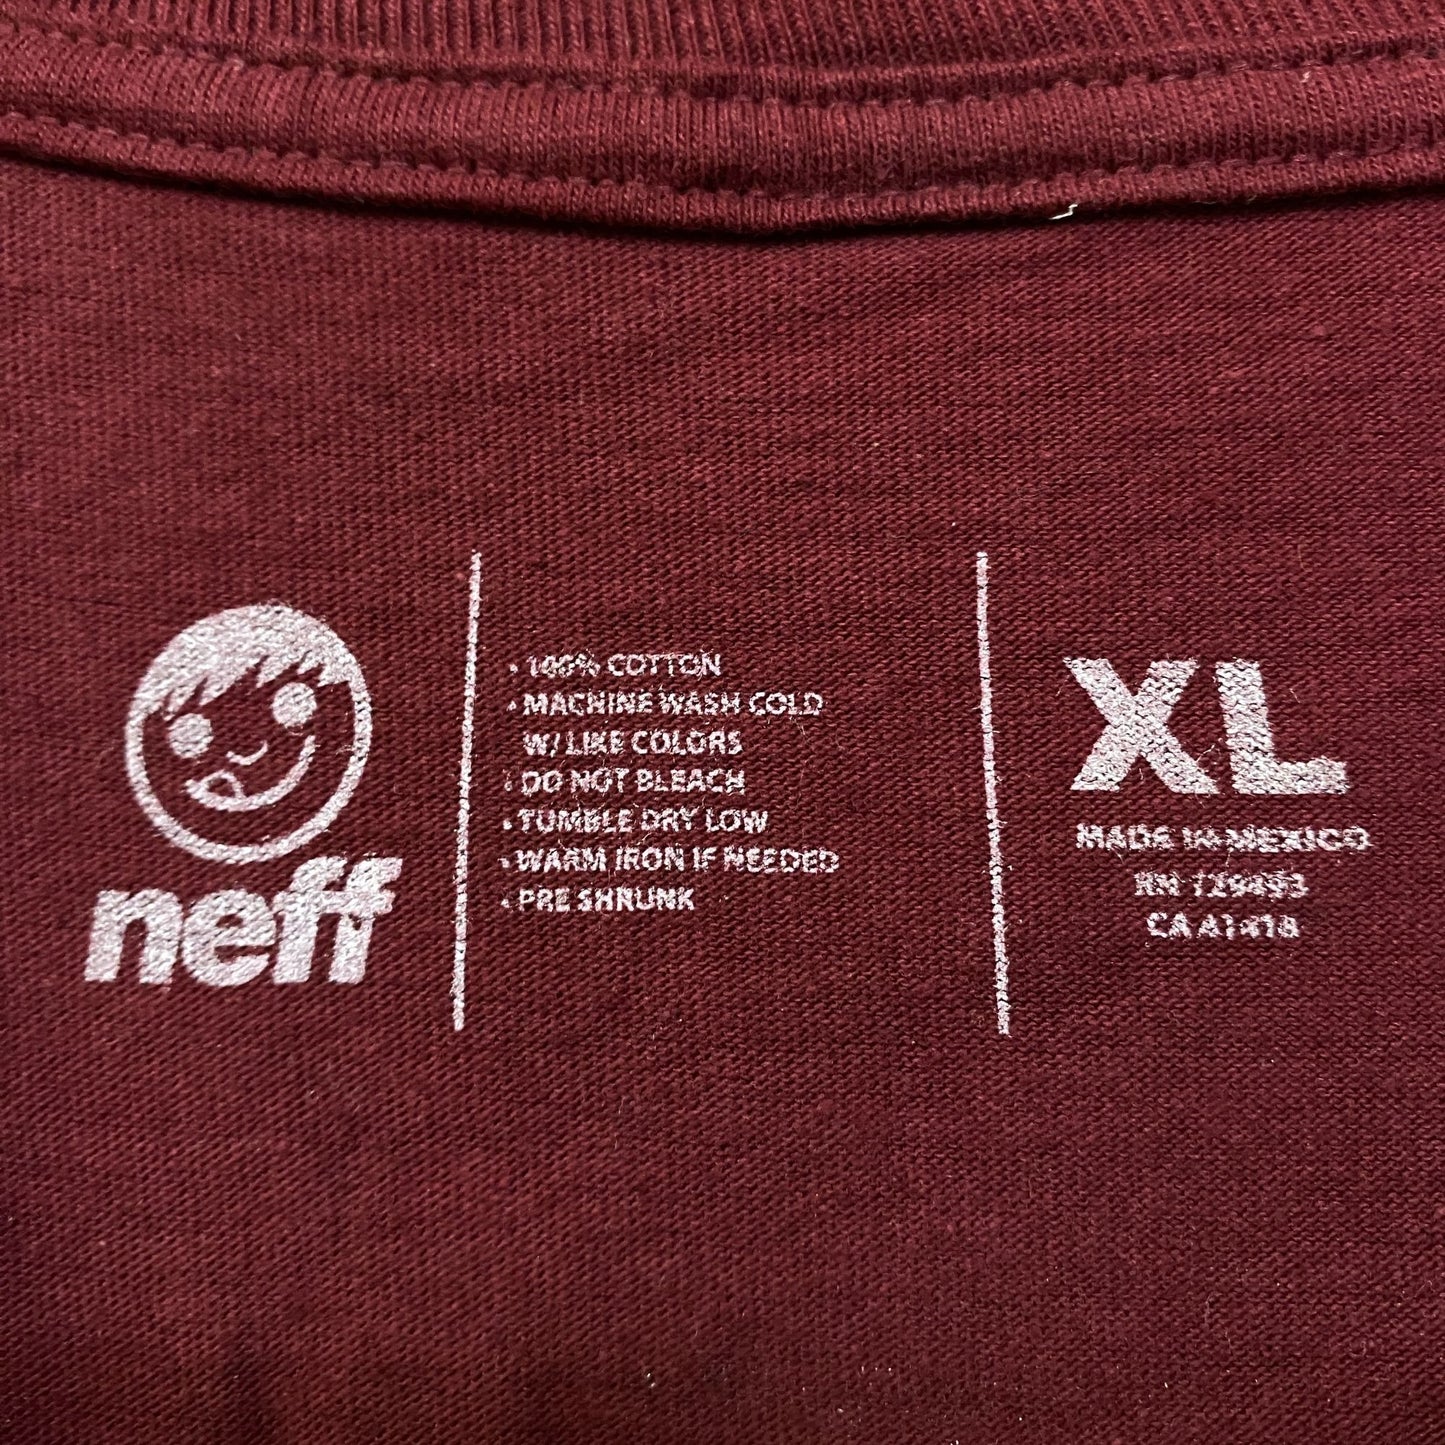 neff
• 100% COTTON
• MACHINE WASH COLD
W/ LIKE COLORS
• DO NOT BLEACH
• TUMBLE DRY LOW
• WARM IRON IF NEEDED
• PRE SHRUNK
XL
MADE IN MEXICO
RN 129493
CA 41418